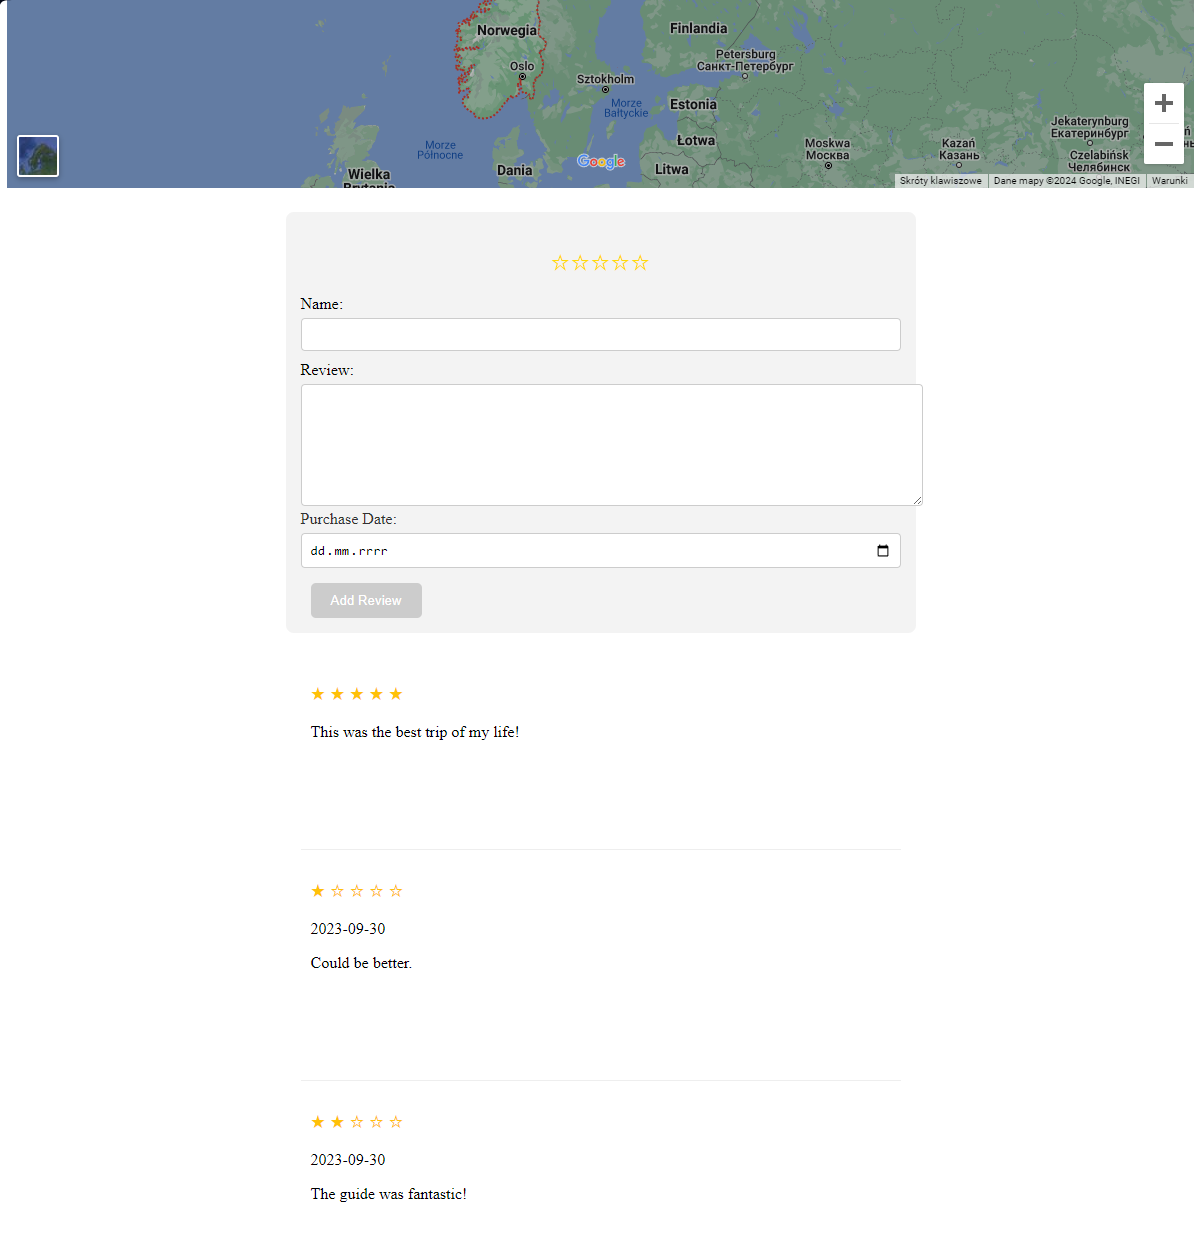 Norwegia
Finlandia
Petersburg
Санкт-Петербург
Oslo
Sztokholm
Morze
Bałtyckie
Estonia
Jekaterynburg
Екатеринбург
Łotwa
Morze
Północne
Moskwa
Москва
Kazań
Казань
Czelabińsk
Челябинск
Google
Dania
Litwa
Wielka
Brytania
Skróty klawiszowe
Dane mapy ©2024 Google, INEGI
Warunki
☆☆☆☆☆
Name:
Review:
Purchase Date:
dd.mm.rrrr
Add Review
★ ★ ★ ★ ★
This was the best trip of my life!
★ ☆ ☆ ☆ ☆
2023-09-30
Could be better.
★ ★ ☆ ☆ ☆
2023-09-30
The guide was fantastic!